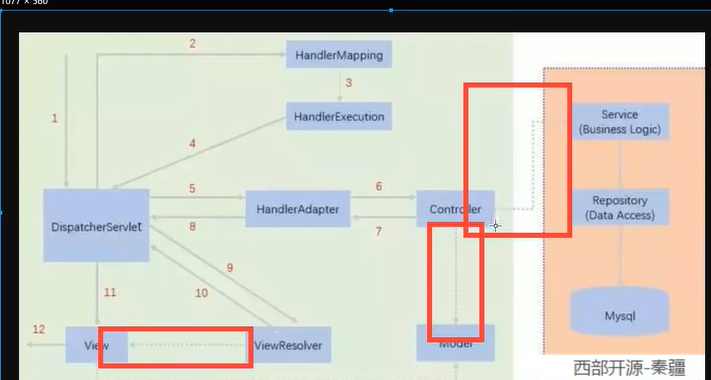 1077 × 560
2
HandlerMapping
3
1
HandlerExecution
Service
(Business Logic)
4
5
6
DispatcherServlet
HandlerAdapter
Controller
Repository
(Data Access)
8
7
9
11
10
Mysql
12
View
ViewResolver
Model
西部开源-秦疆